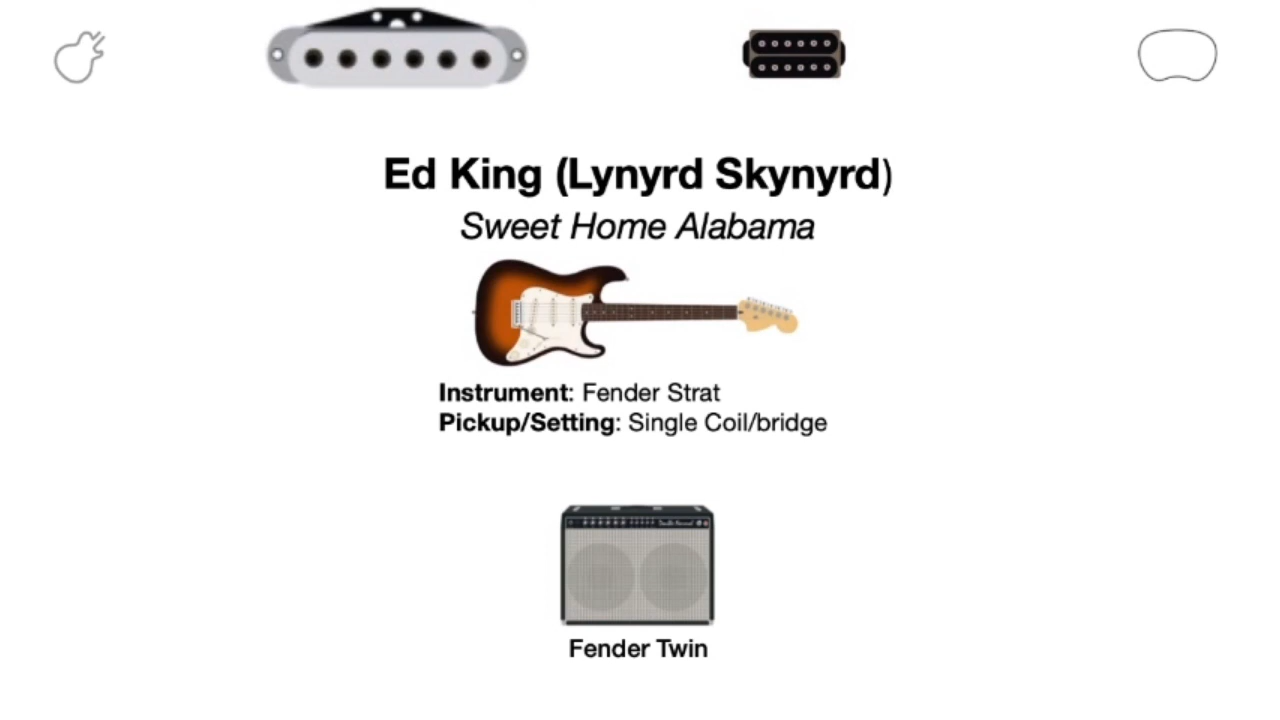 Ed King (Lynyrd Skynyrd)
Sweet Home Alabama
Instrument: Fender Strat
Pickup/Setting: Single Coil/bridge
Fender Twin